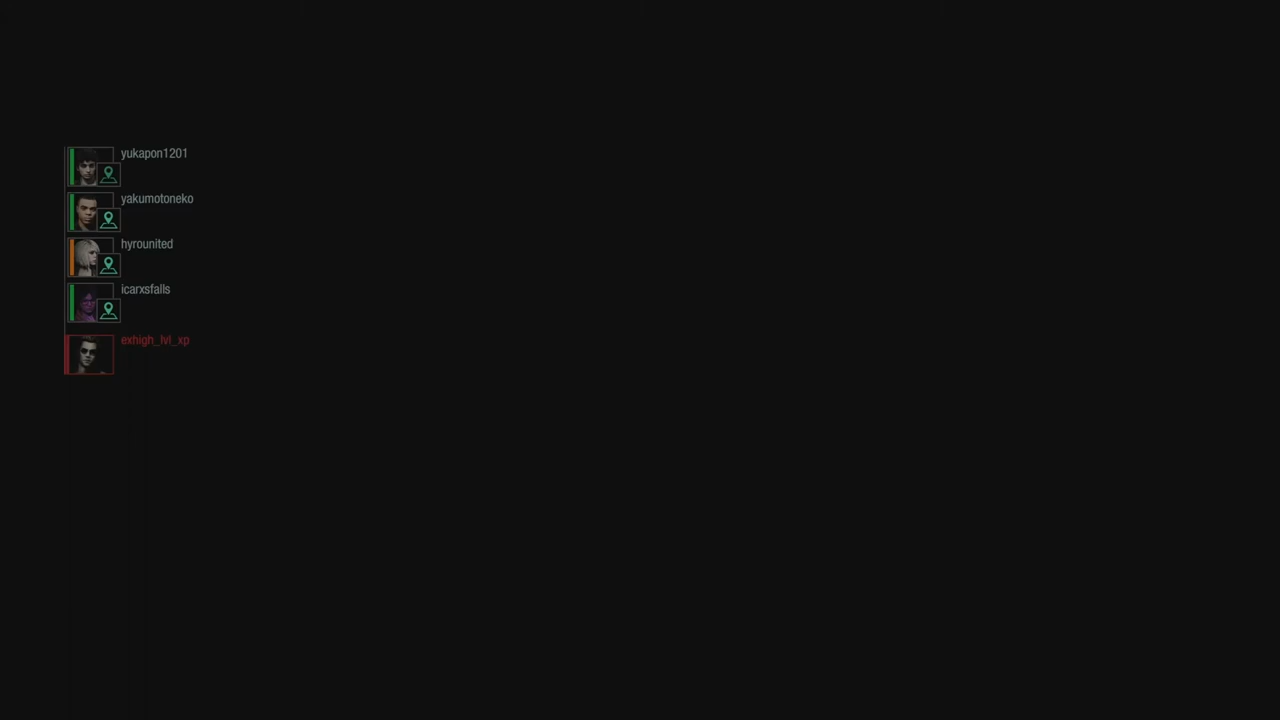 yukapon1201
yakumotoneko
hyrounited
icarxsfalls
exhigh_lvl_xp